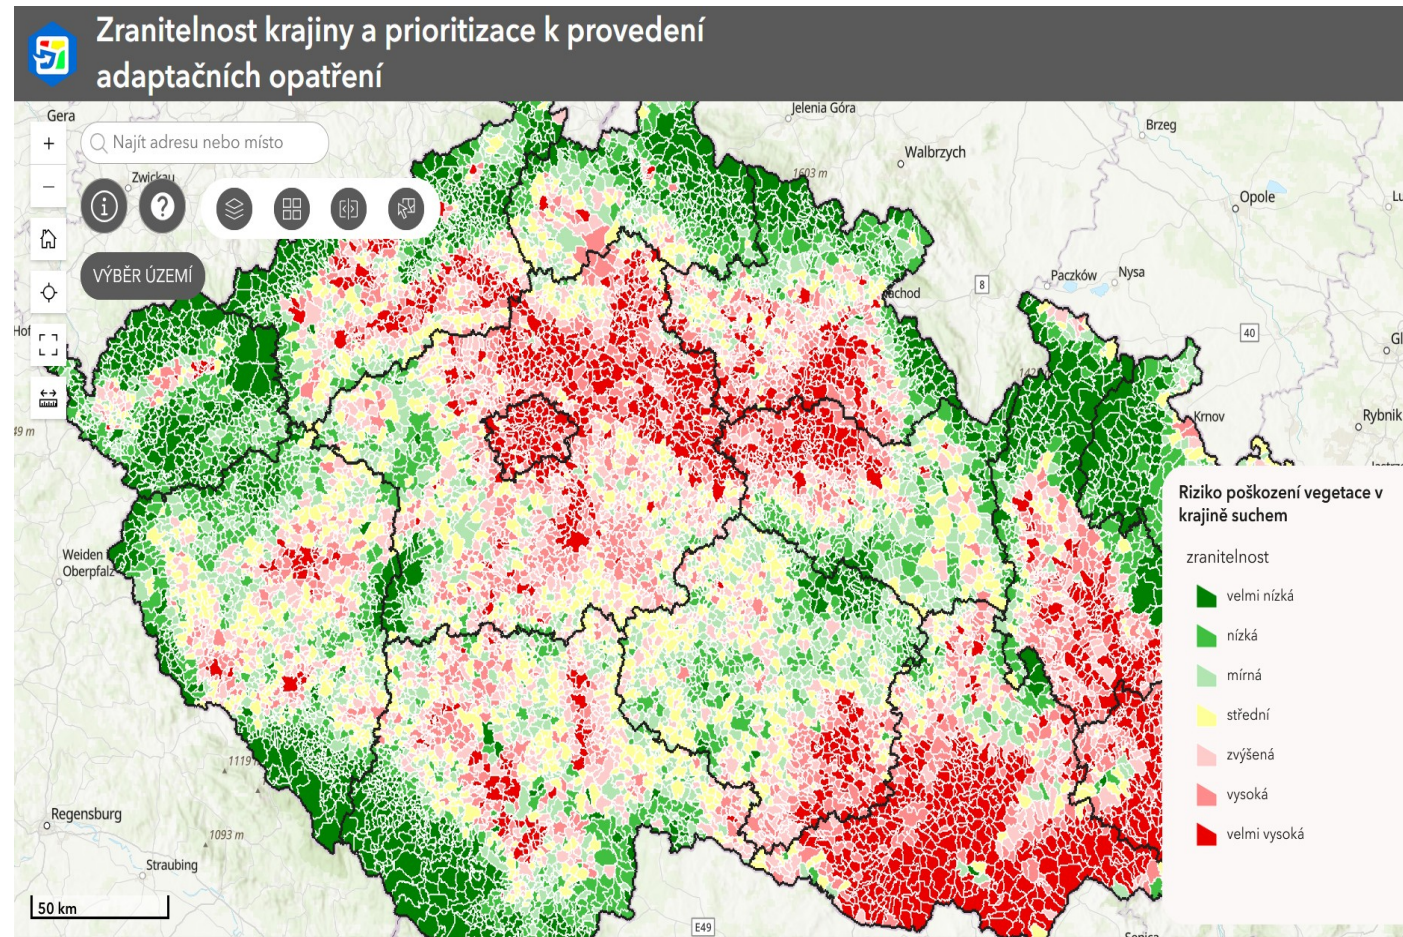 Zranitelnost krajiny a prioritizace k provedení
adaptačních opatření
Gera
Jelenia Góra
Brzeg
+
Najít adresu nebo místo
Walbrzych
−
Zwickau
1603 m
Opole
VÝBĚR ÚZEMÍ
Paczków
Nysa
8
40
Krnov
Rybnik
Riziko poškození vegetace v
krajině suchem
zranitelnost
Weiden
Oberpfalz
velmi nízká
nízká
mírná
střední
zvýšená
1119
vysoká
Regensburg
1093 m
velmi vysoká
Straubing
50 km
E49